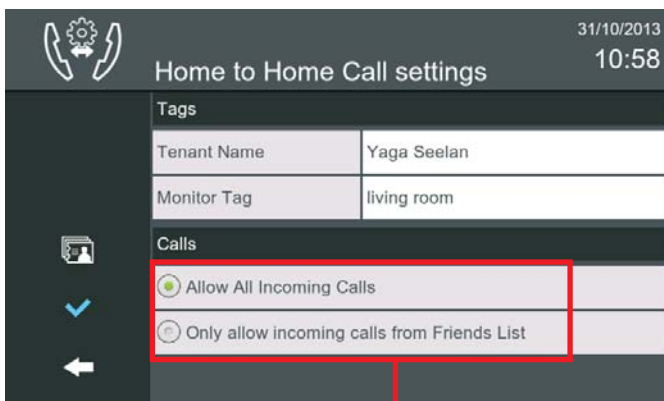 31/10/2013
Home to Home Call settings
10:58
Tags
Tenant Name Yaga Seelan
Monitor Tag living room
Calls
Allow All Incoming Calls
Only allow incoming calls from Friends List